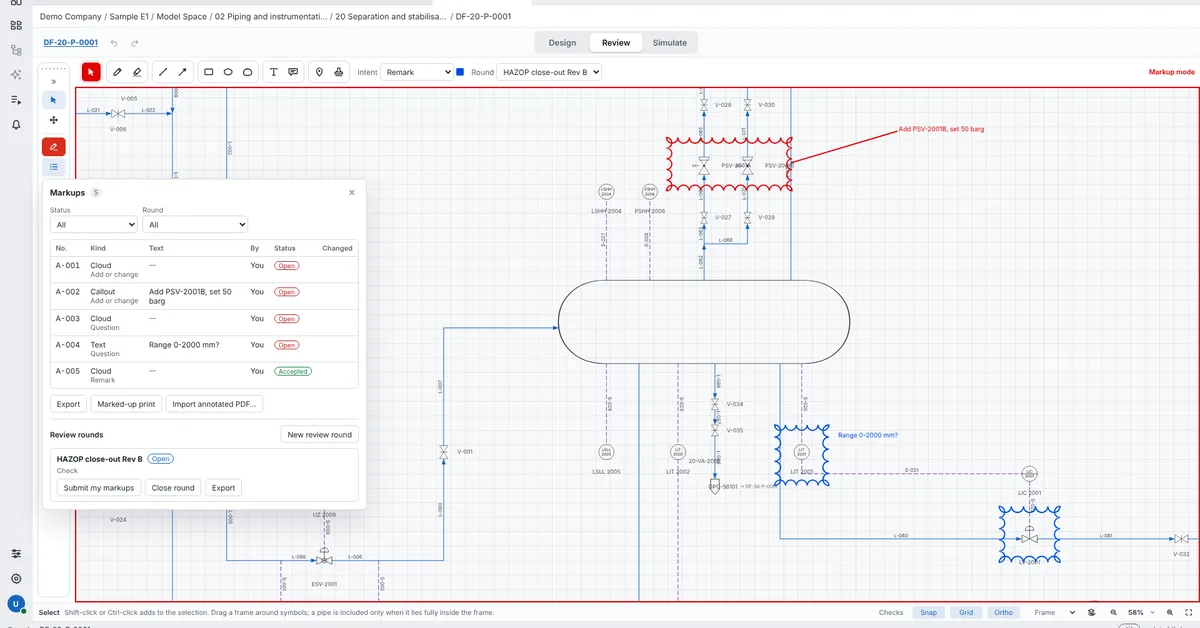 Demo Company / Sample E1 / Model Space / 02 Piping and instrumentati... / 20 Separation and stabilisa... / DF-20-P-0001
DF-20-P-0001
Design Review Simulate
Intent Remark Round HAZOP close-out Rev B Markup mode
V-005
L-021 L-022
V-006
V-028 V-030
Add PSV-2001B, set 50 barg
LSHH 2004 PSHH 2006
V-027 V-029
L-088
L-082
Markups 5
Status Round
All All
No. Kind Text By Status Changed
A-001 Cloud — You Open
Add or change
A-002 Callout Add PSV-2001B, set 50 barg You Open
Add or change
A-003 Cloud — You Open
Question
A-004 Text Range 0-2000 mm? You Open
Question
A-005 Cloud — You Accepted
Remark
Export Marked-up print Import annotated PDF...
Review rounds New review round
HAZOP close-out Rev B Open
Check
Submit my markups Close round Export
L-007
V-001
V-034
V-035
Range 0-2000 mm?
LSLL 2005 LIT 2002 LIT 2001
S-021
LIC 2001
V-024
UZ 2009
L-089 L-006
ESV-2001
L-080 L-081
V-032
Select Shift-click or Ctrl-click adds to the selection. Drag a frame around symbols; a pipe is included only when it lies fully inside the frame.
Checks Snap Grid Ortho Frame 58%
U